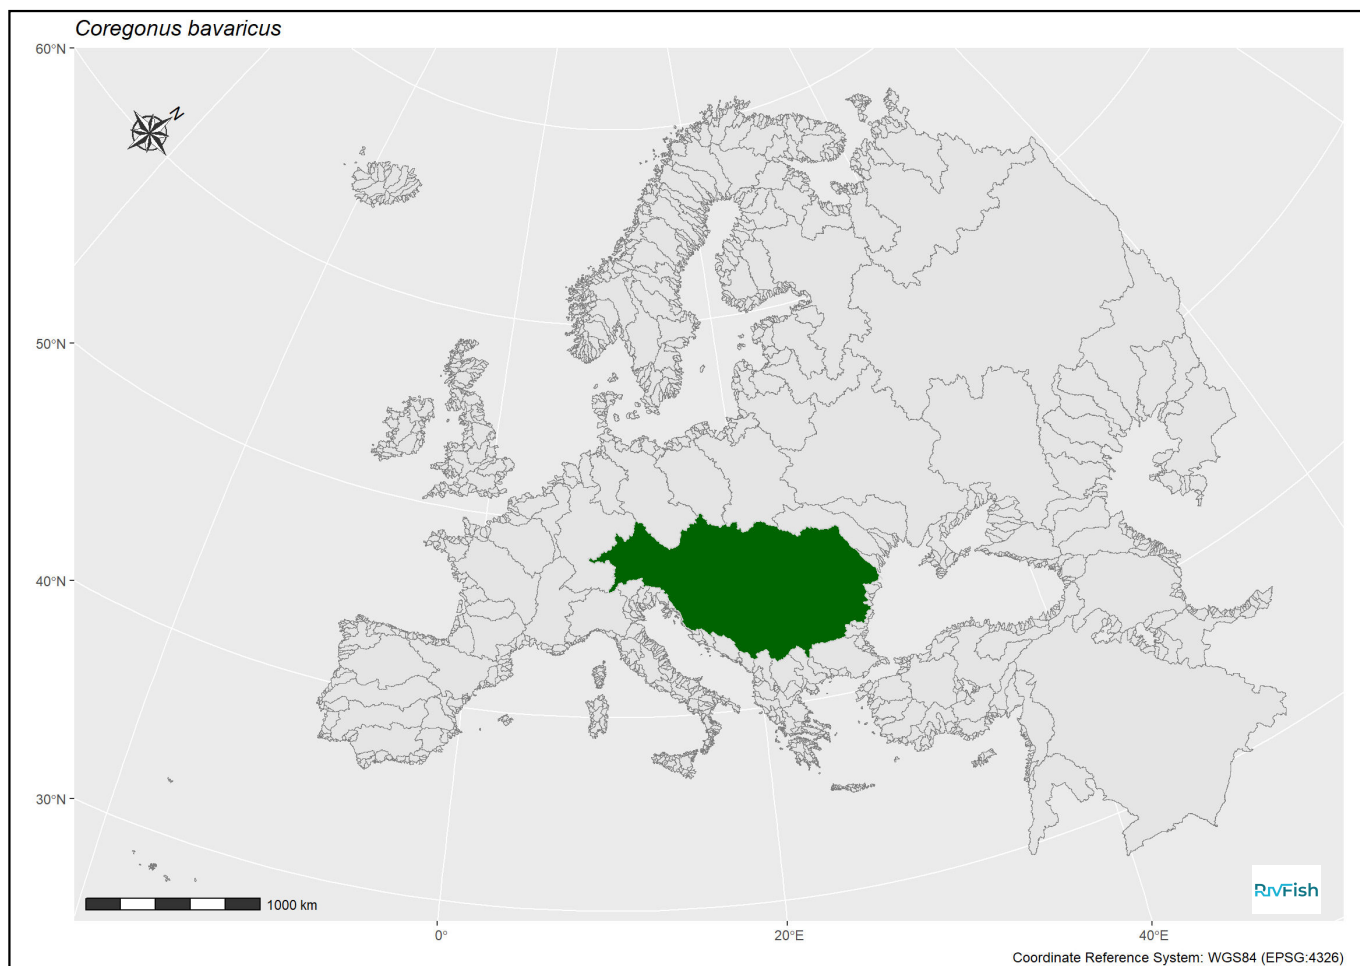 Coregonus bavaricus
60°N
N
50°N
40°N
30°N
1000 km
RIVFish
0°
20°E
40°E
Coordinate Reference System: WGS84 (EPSG:4326)